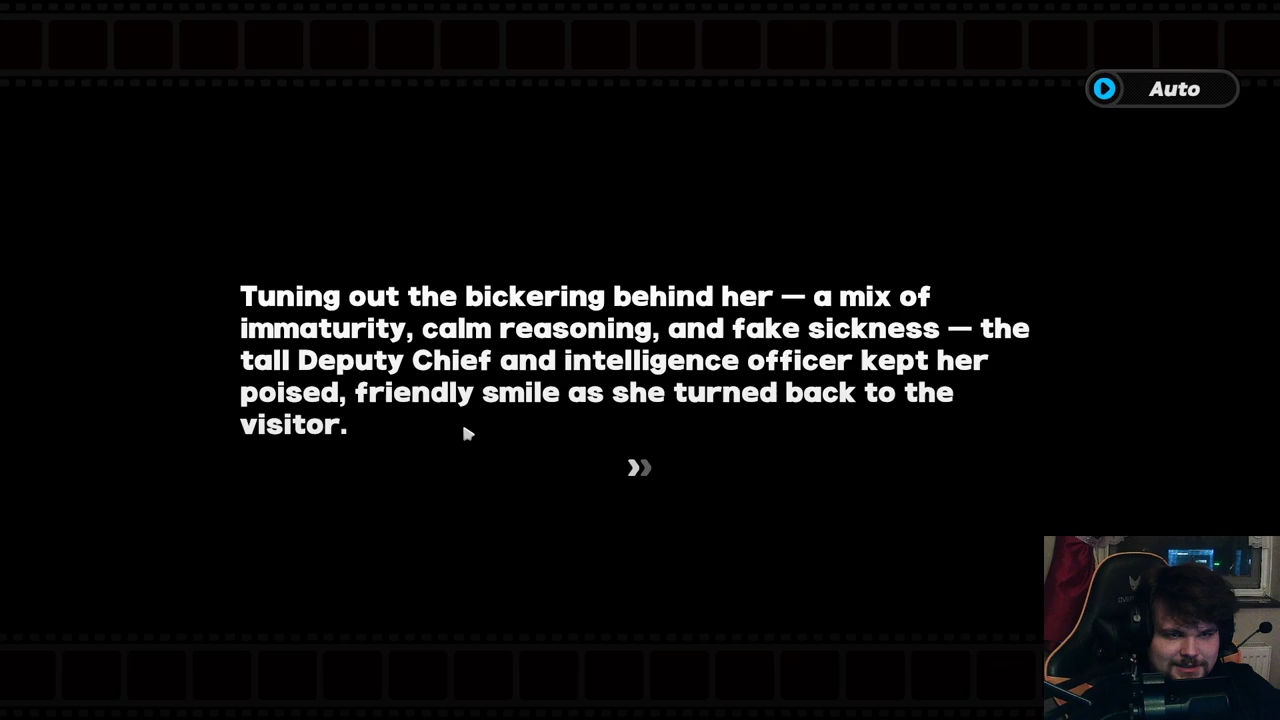 Auto
Tuning out the bickering behind her — a mix of
immaturity, calm reasoning, and fake sickness — the
tall Deputy Chief and intelligence officer kept her
poised, friendly smile as she turned back to the
visitor.